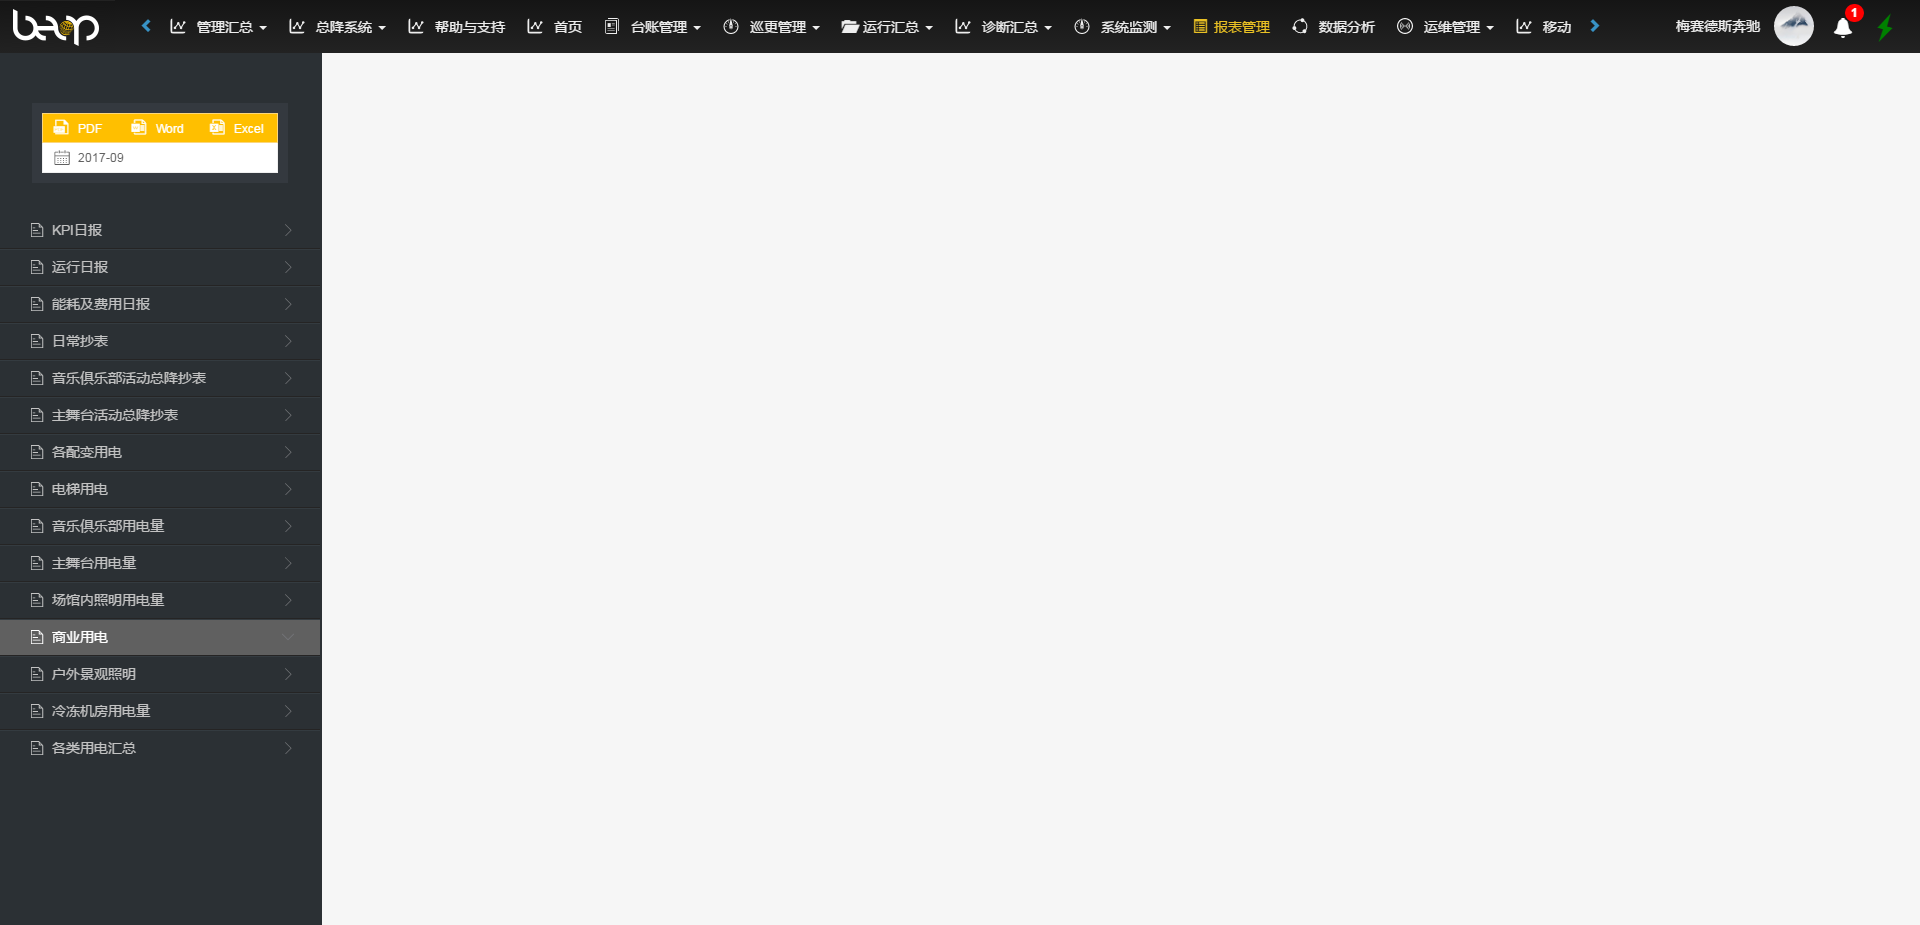 beop 管理汇总 总降系统 帮助与支持 首页 台账管理 巡更管理 运行汇总 诊断汇总 系统监测 报表管理 数据分析 运维管理 移动 梅赛德斯奔驰 1
PDF Word Excel
2017-09
KPI日报
运行日报
能耗及费用日报
日常抄表
音乐俱乐部活动总降抄表
主舞台活动总降抄表
各配变用电
电梯用电
音乐俱乐部用电量
主舞台用电量
场馆内照明用电量
商业用电
户外景观照明
冷冻机房用电量
各类用电汇总